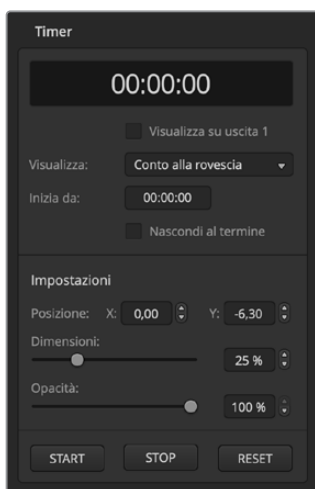 Timer
00:00:00
Visualizza su uscita 1
Visualizza: Conto alla rovescia
Inizia da: 00:00:00
Nascondi al termine
Impostazioni
Posizione: X: 0,00 Y: -6,30
Dimensioni:
25 %
Opacità:
100 %
START STOP RESET